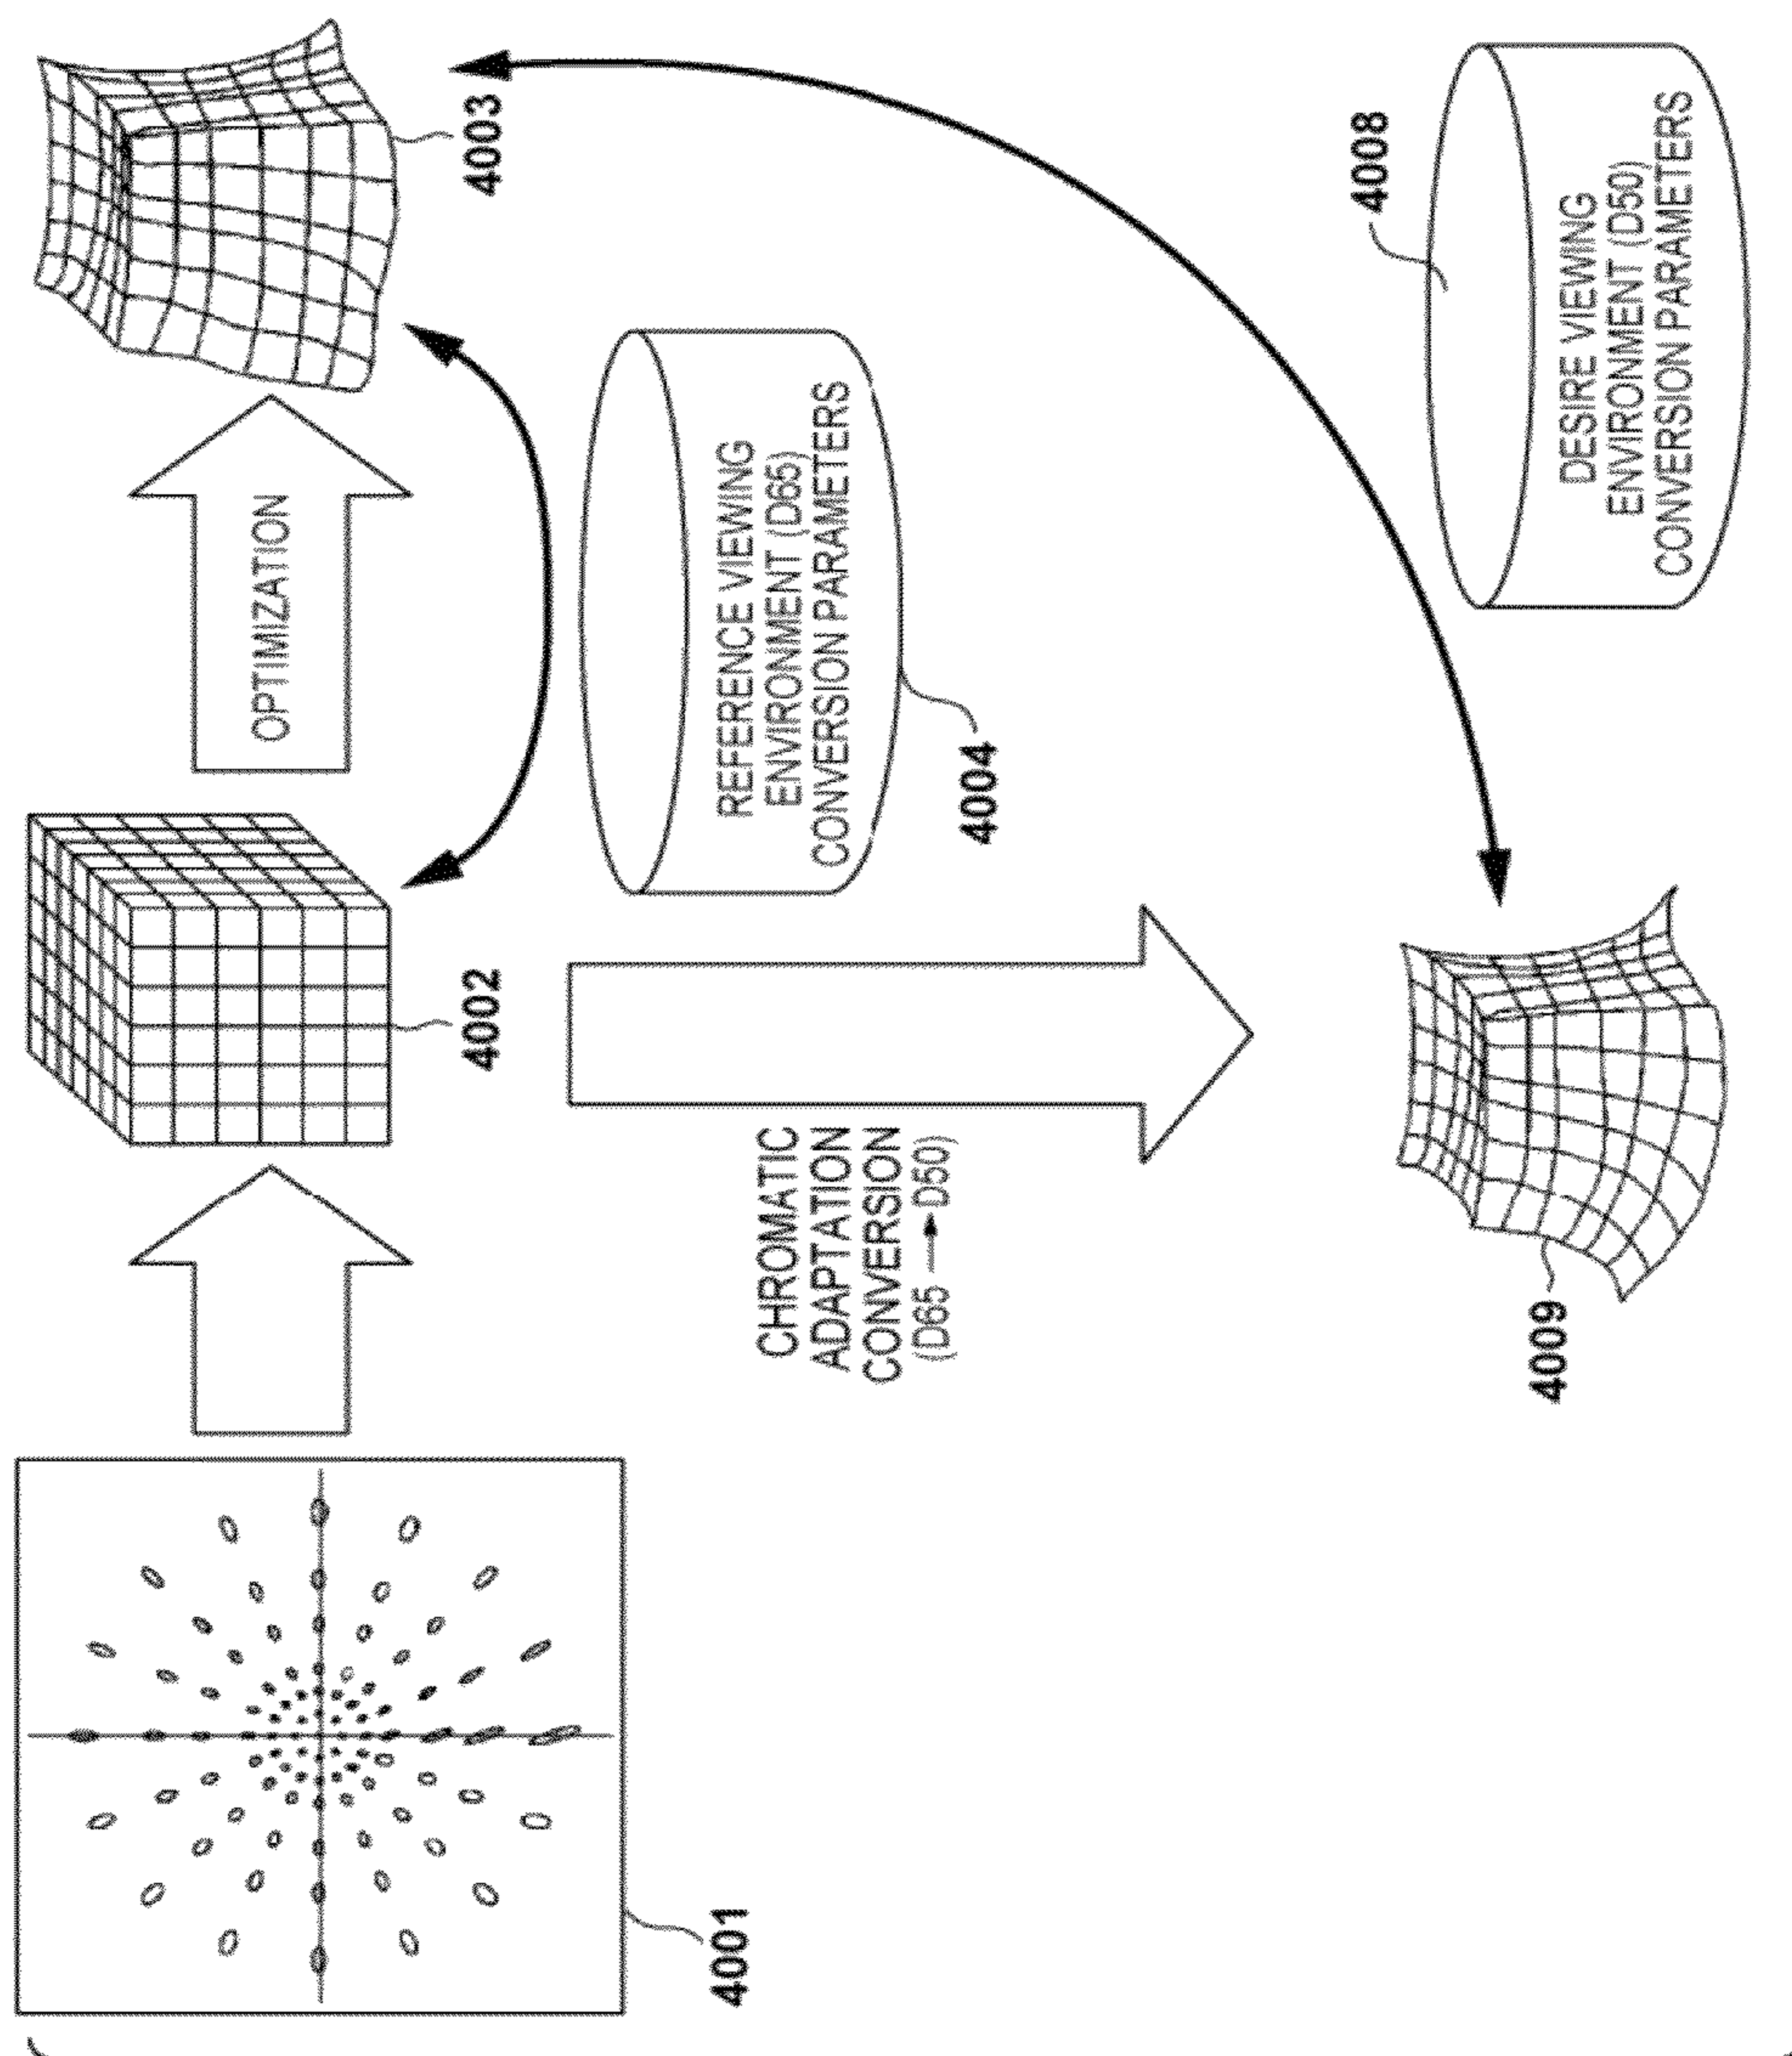 4001
4002
OPTIMIZATION
4003
CHROMATIC
ADAPTATION
CONVERSION
(D65 → D50)
4004
REFERENCE VIEWING
ENVIRONMENT (D65)
CONVERSION PARAMETERS
4009
4008
DESIRE VIEWING
ENVIRONMENT (D50)
CONVERSION PARAMETERS